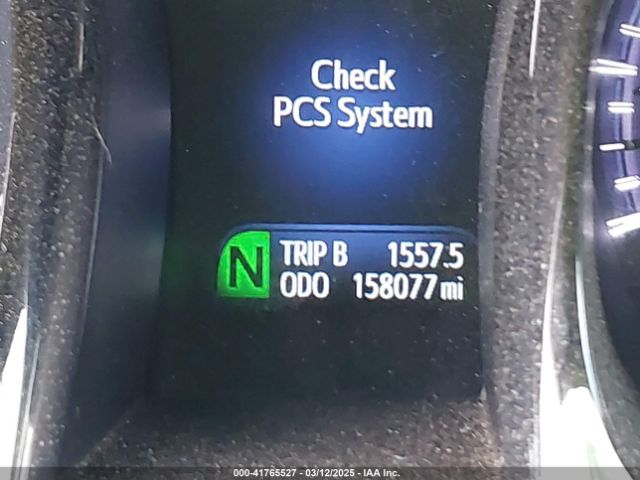 Check
PCS System
N
TRIP B 1557.5
ODO 158077 mi
000-41765527 - 03/12/2025 - IAA Inc.